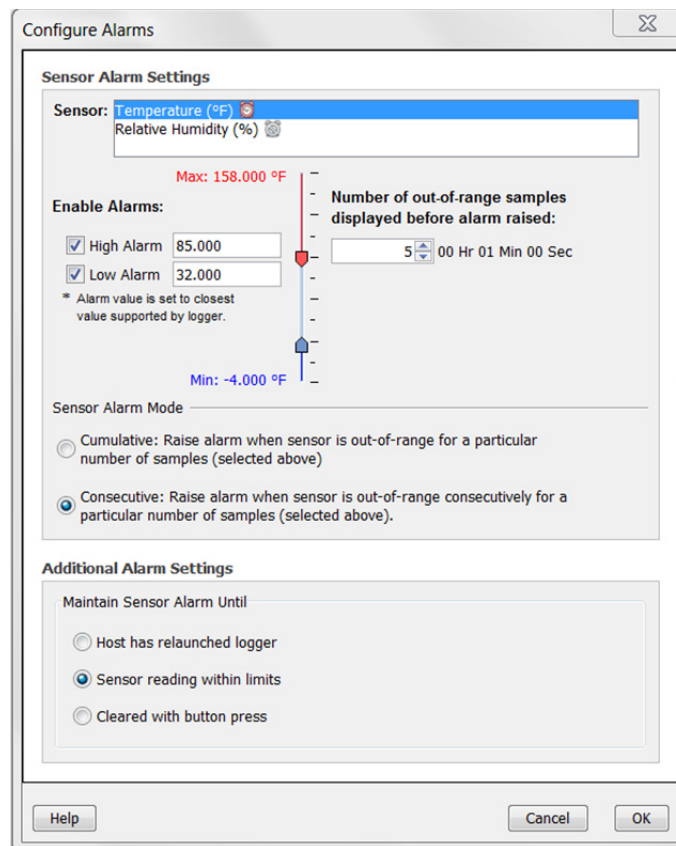 Configure Alarms
Sensor Alarm Settings
Sensor: Temperature (ºF)
Relative Humidity (%)
Max: 158.000 ºF
Enable Alarms:
High Alarm 85.000
Low Alarm 32.000
* Alarm value is set to closest
value supported by logger.
Min: -4.000 ºF
Number of out-of-range samples
displayed before alarm raised:
5 00 Hr 01 Min 00 Sec
Sensor Alarm Mode
Cumulative: Raise alarm when sensor is out-of-range for a particular
number of samples (selected above)
Consecutive: Raise alarm when sensor is out-of-range consecutively for a
particular number of samples (selected above).
Additional Alarm Settings
Maintain Sensor Alarm Until
Host has relaunched logger
Sensor reading within limits
Cleared with button press
Help
Cancel
OK